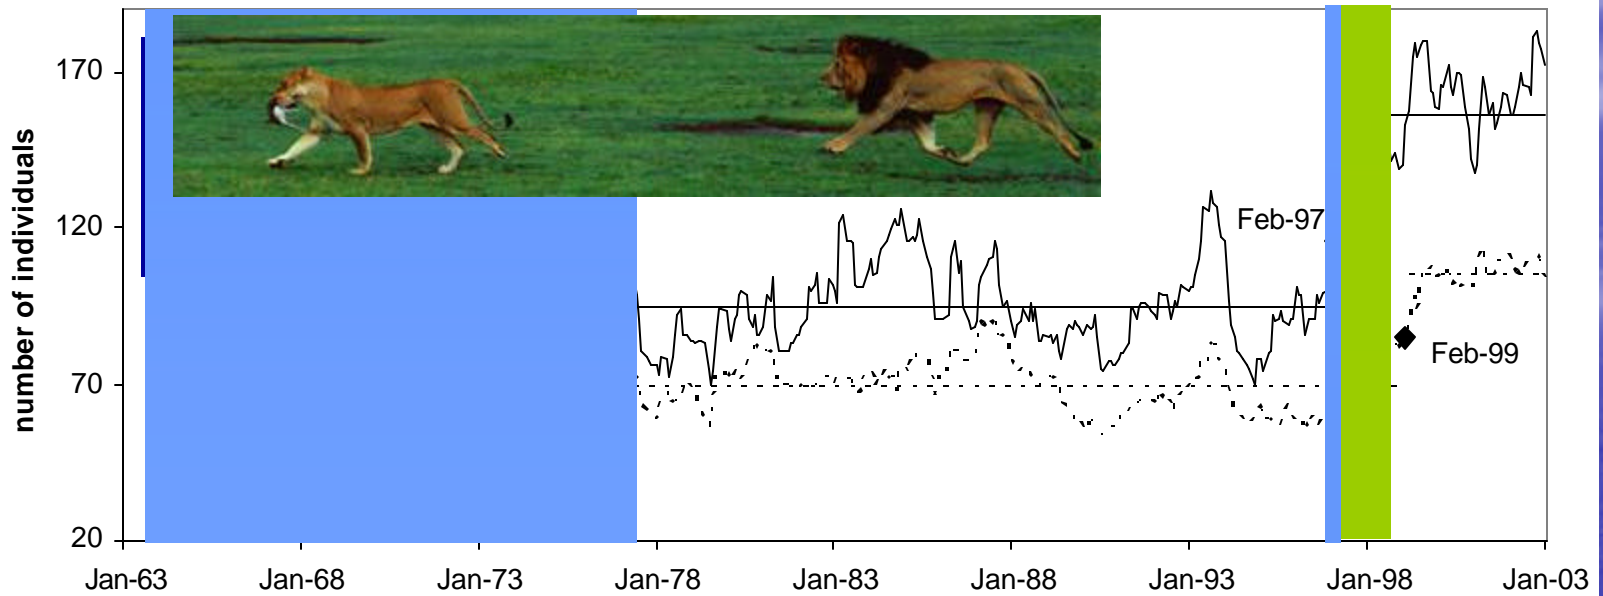 number of individuals
170
120
70
20
Feb-97
Feb-99
Jan-63
Jan-68
Jan-73
Jan-78
Jan-83
Jan-88
Jan-93
Jan-98
Jan-03